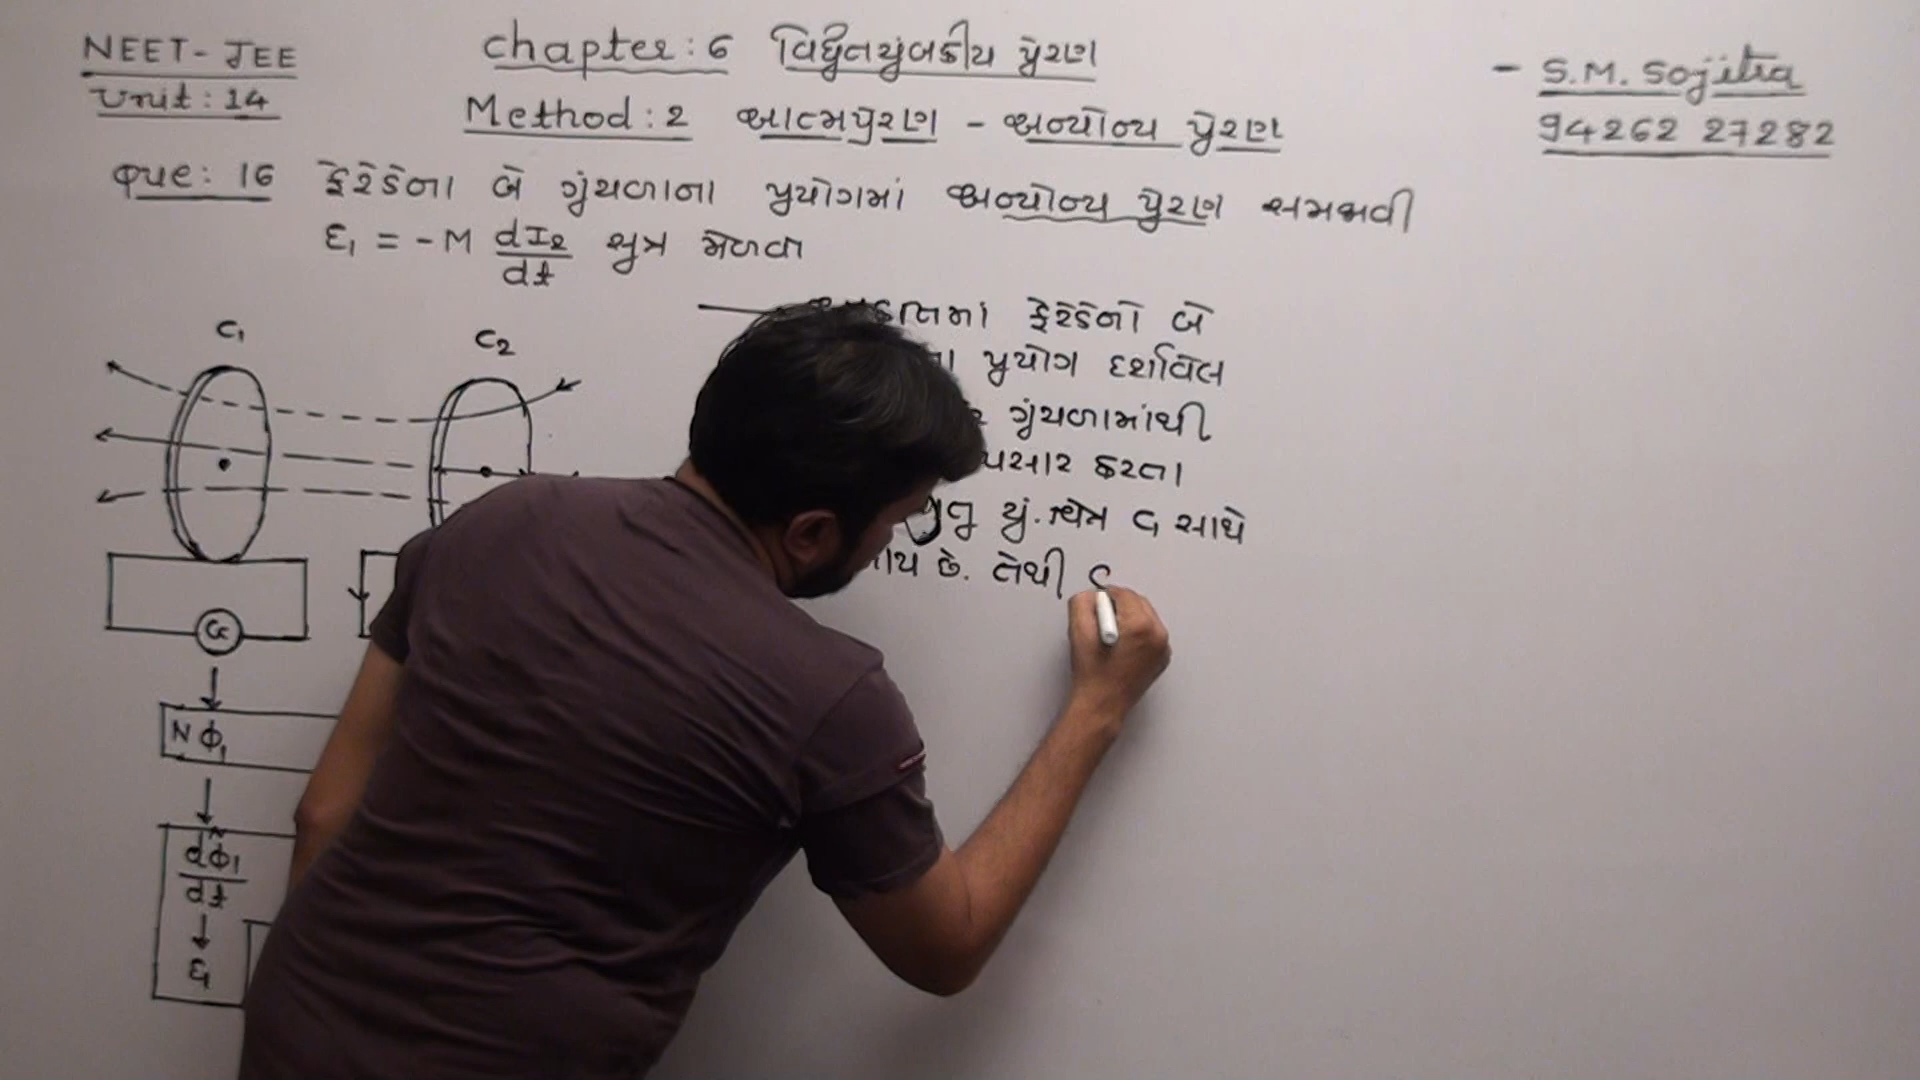 NEET-JEE
Unit: 14
Chapter: 6 વિદ્યુતચુંબકીય પ્રેરણ
Method: 2 આત્મપ્રેરણ - અન્યોન્ય પ્રેરણ
- S.M. Sojitra
94262 27282
પ્રશ્ન: 16 ફેરેડેના બે ગૂંચળાના પ્રયોગમાં અન્યોન્ય પ્રેરણ સમજાવી
ε₁ = -M dI₂/dt સૂત્ર મેળવો
C₁
C₂
ફેરેડેનો બે
પ્રયોગ દર્શાવેલ
ગૂંચળામાંથી
પસાર કરતા
ચું. ક્ષેત્ર C₁ સાથે
છે. તેથી C
G
Nϕ₁
dϕ₁/dt
ε₁